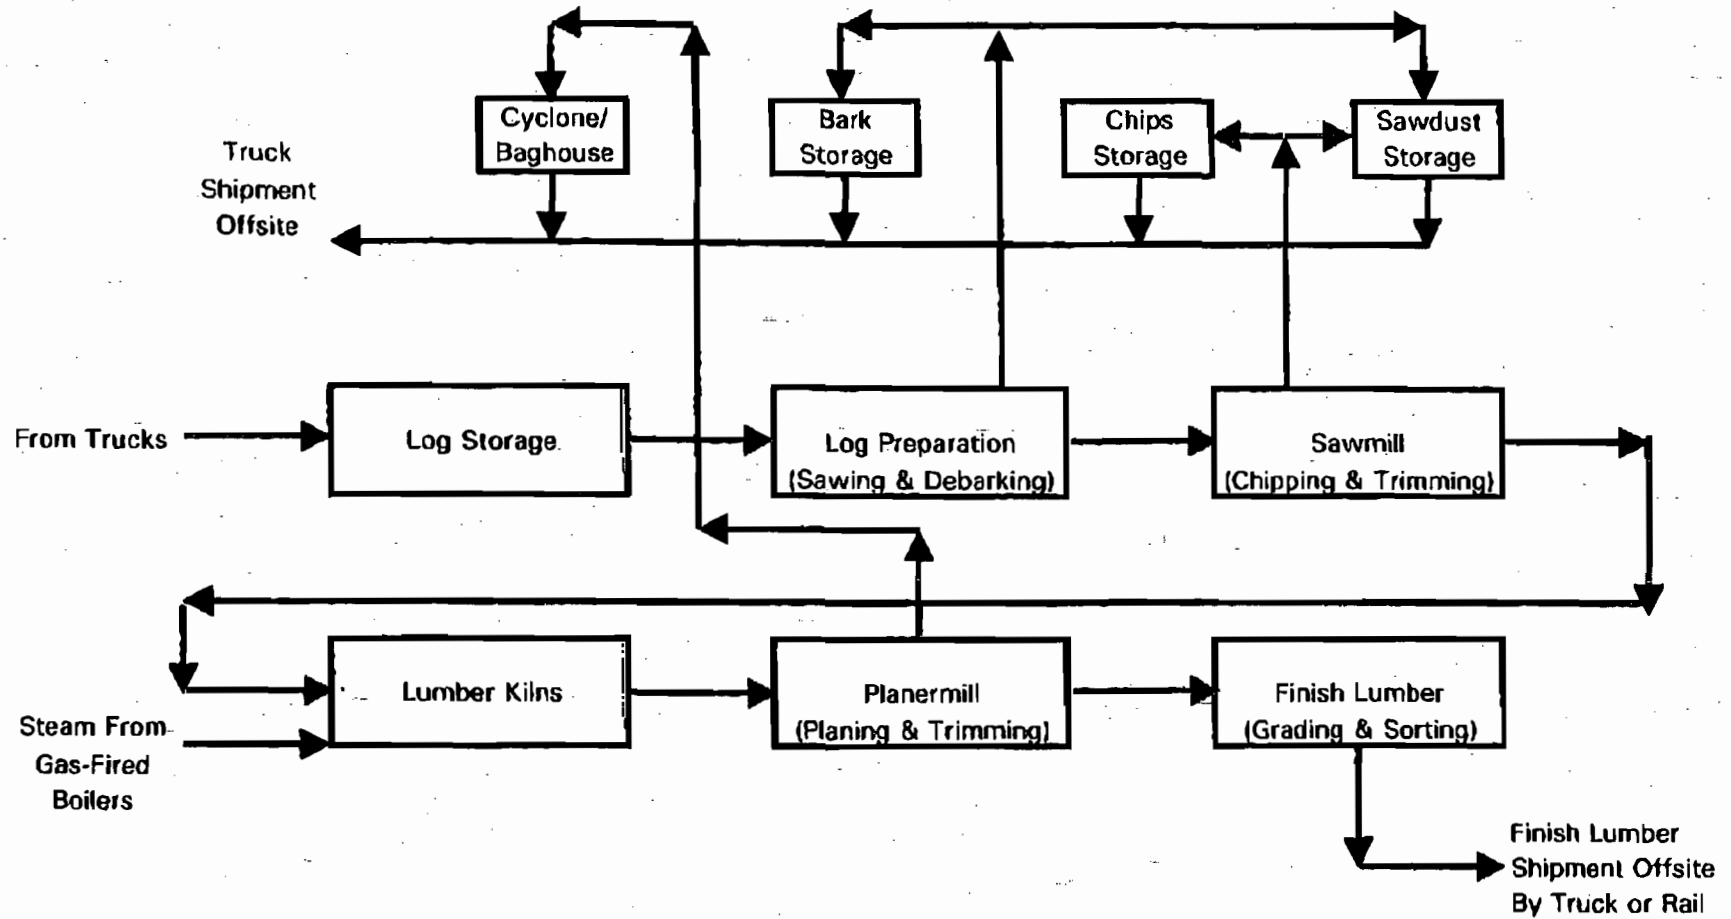 Cyclone/
Baghouse
Bark
Storage
Chips
Storage
Sawdust
Storage
Truck
Shipment
Offsite
From Trucks
Log Storage
Log Preparation
(Sawing & Debarking)
Sawmill
(Chipping & Trimming)
Lumber Kilns
Planermill
(Planing & Trimming)
Finish Lumber
(Grading & Sorting)
Steam From
Gas-Fired
Boilers
Finish Lumber
Shipment Offsite
By Truck or Rail